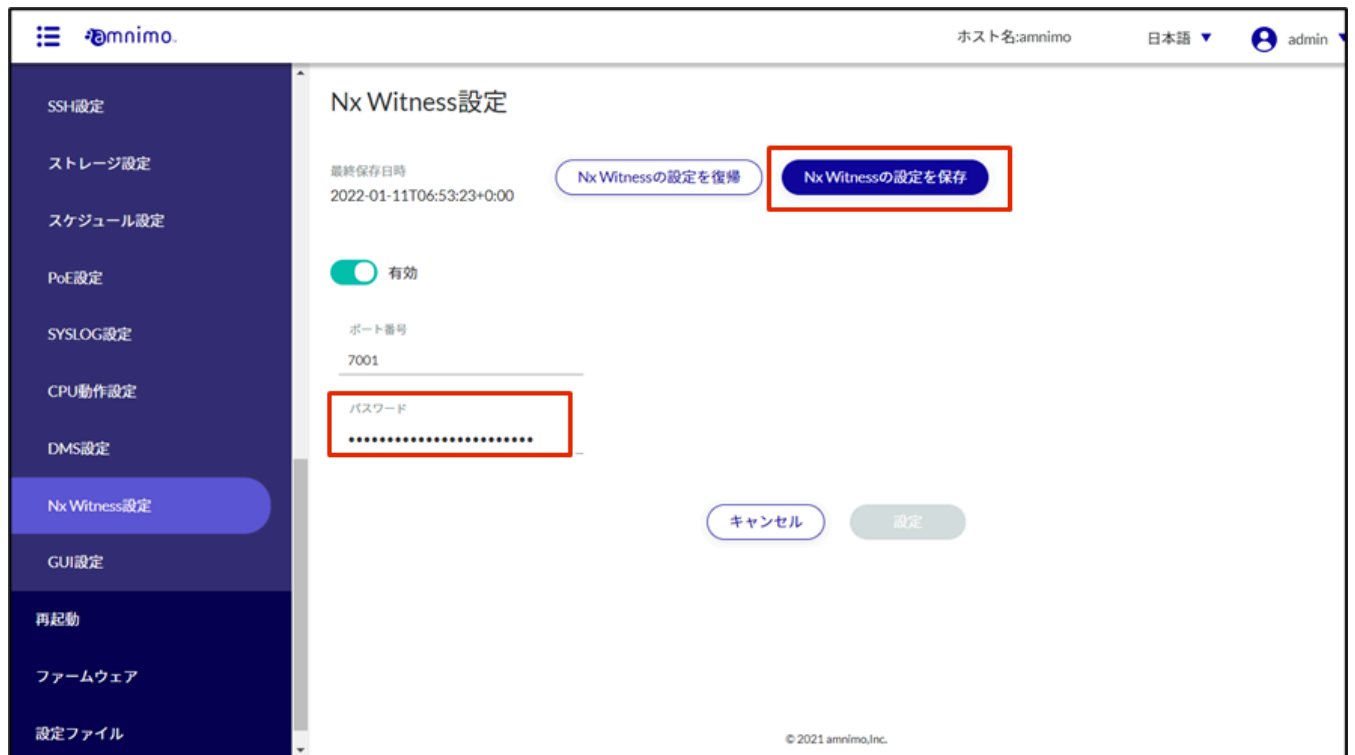 amnimo.
ホスト名:amnimo
日本語 ▼
admin
SSH設定
ストレージ設定
スケジュール設定
PoE設定
SYSLOG設定
CPU動作設定
DMS設定
Nx Witness設定
GUI設定
再起動
ファームウェア
設定ファイル
Nx Witness設定
最終保存日時
2022-01-11T06:53:23+0:00
Nx Witnessの設定を復帰
Nx Witnessの設定を保存
有効
ポート番号
7001
パスワード
••••••••••••••••••••••••
キャンセル
設定
© 2021 amnimo,Inc.